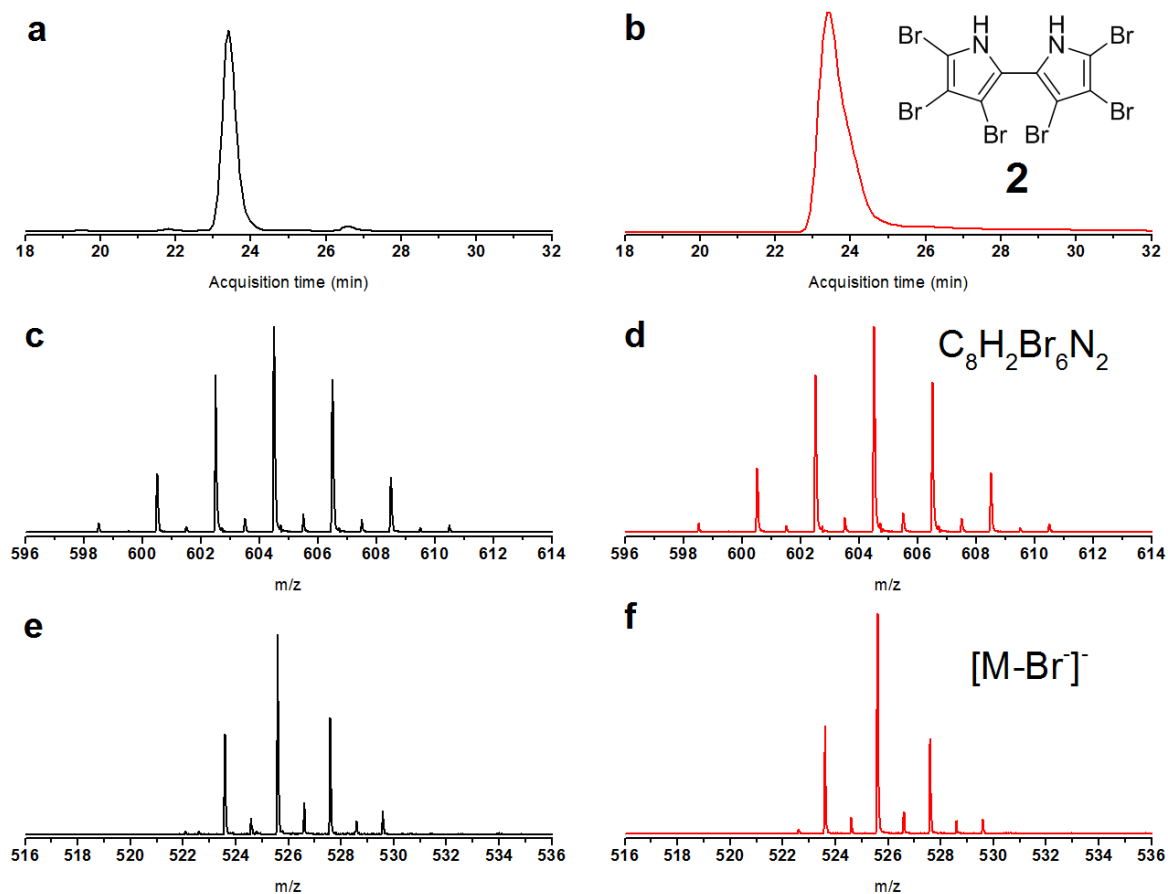 a
18 20 22 24 26 28 30 32
Acquisition time (min)
b
H H
Br N N Br
Br Br
Br Br
2
18 20 22 24 26 28 30 32
Acquisition time (min)
c
596 598 600 602 604 606 608 610 612 614
m/z
d
C₈H₂Br₆N₂
596 598 600 602 604 606 608 610 612 614
m/z
e
516 518 520 522 524 526 528 530 532 534 536
m/z
f
[M-Br⁻]⁻
516 518 520 522 524 526 528 530 532 534 536
m/z